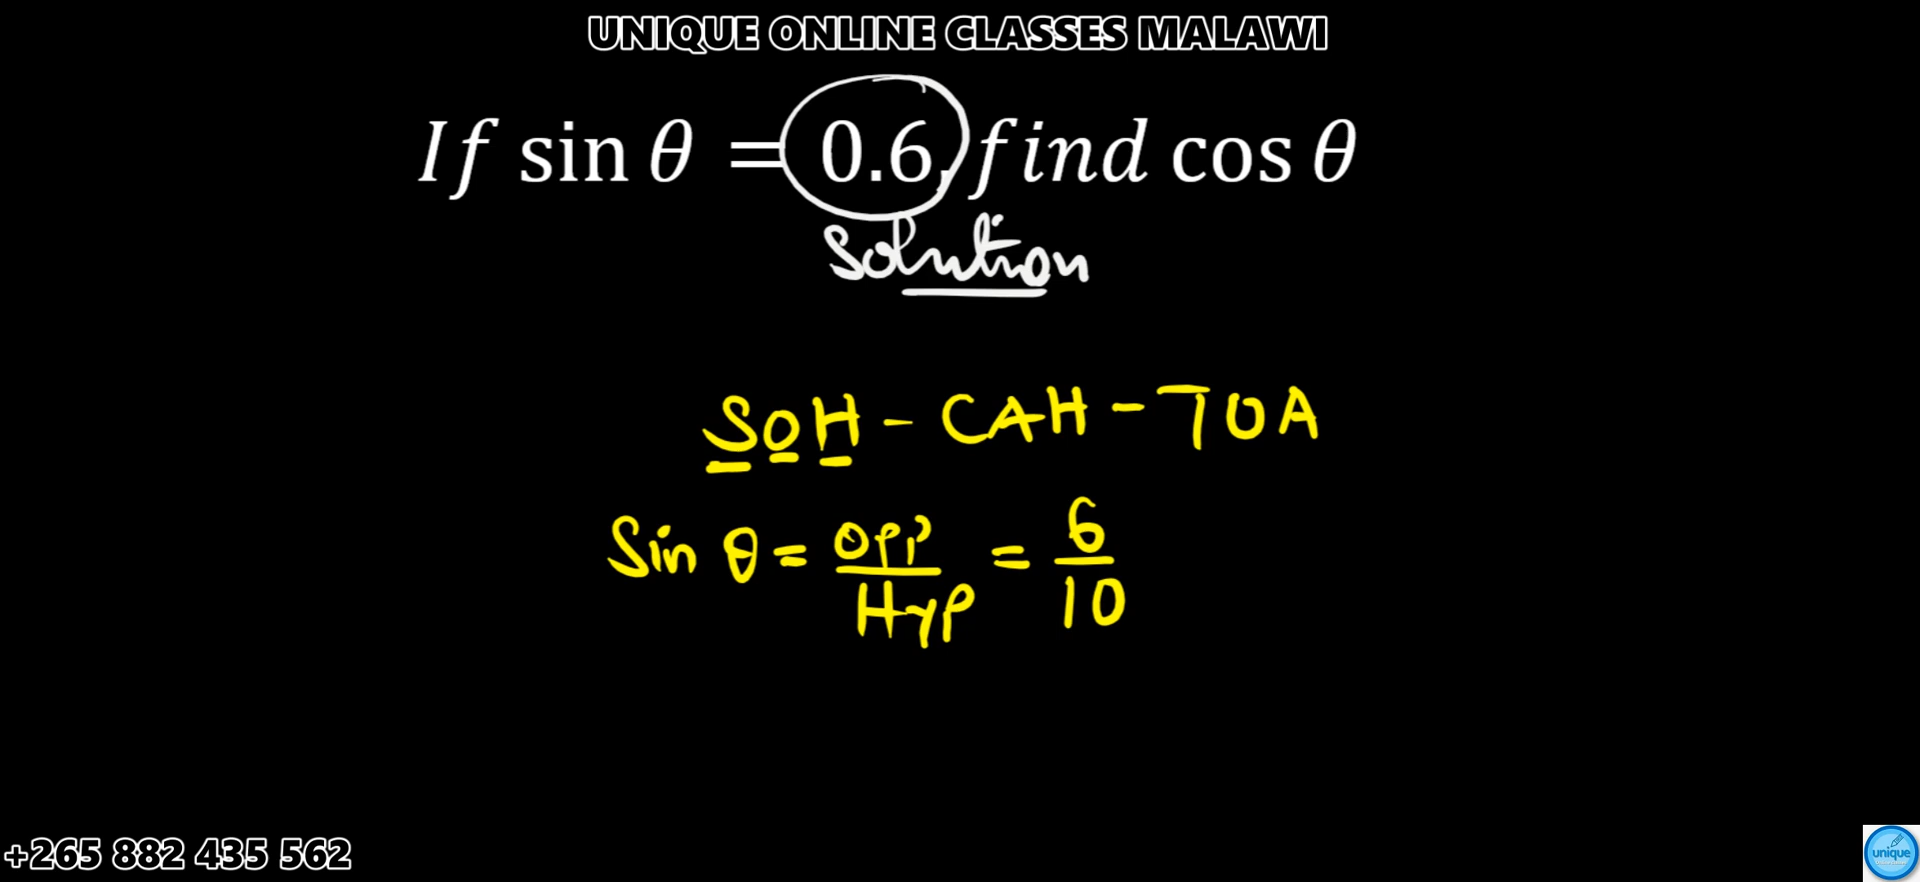 UNIQUE ONLINE CLASSES MALAWI
If sin θ = 0.6, find cos θ
Solution
SOH - CAH - TOA
Sin θ = opp/Hyp = 6/10
+265 882 435 562
unique